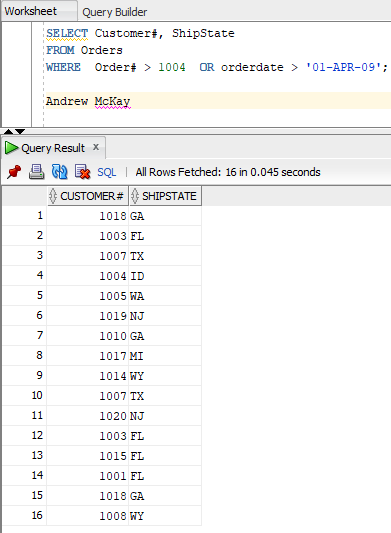 Worksheet Query Builder
SELECT Customer#, ShipState
FROM Orders
WHERE  Order# > 1004  OR orderdate > '01-APR-09';
Andrew McKay
Query Result x
SQL | All Rows Fetched: 16 in 0.045 seconds
CUSTOMER# SHIPSTATE
1 1018 GA
2 1003 FL
3 1007 TX
4 1004 ID
5 1005 WA
6 1019 NJ
7 1010 GA
8 1017 MI
9 1014 WY
10 1007 TX
11 1020 NJ
12 1003 FL
13 1015 FL
14 1001 FL
15 1018 GA
16 1008 WY